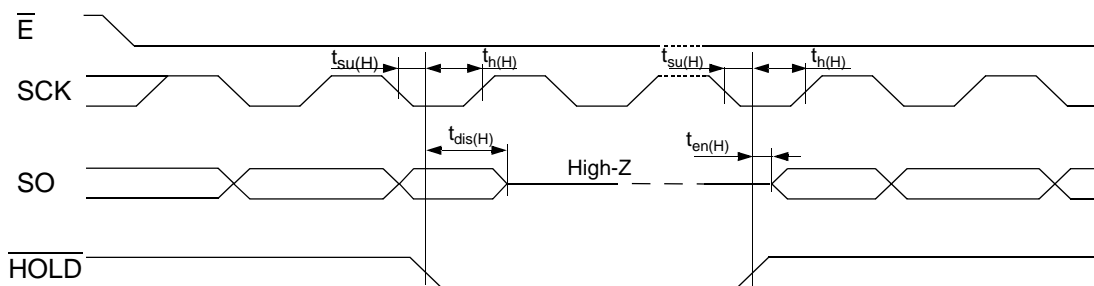 E
t_su(H) t_h(H) t_su(H) t_h(H)
SCK
t_dis(H) t_en(H)
SO High-Z
HOLD